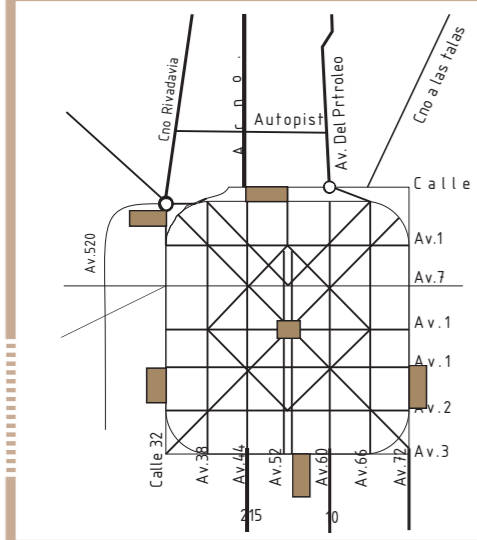 Cno Rivadavia
A c n o .
Av. Del Prtroleo
Cno a las talas
Autopist
Calle
Av.520
Av.1
Av.7
Av.1
Av.1
Av.2
Av.3
Calle 32
Av.38
Av.44
Av.52
Av.60
Av.66
Av.72
215
10